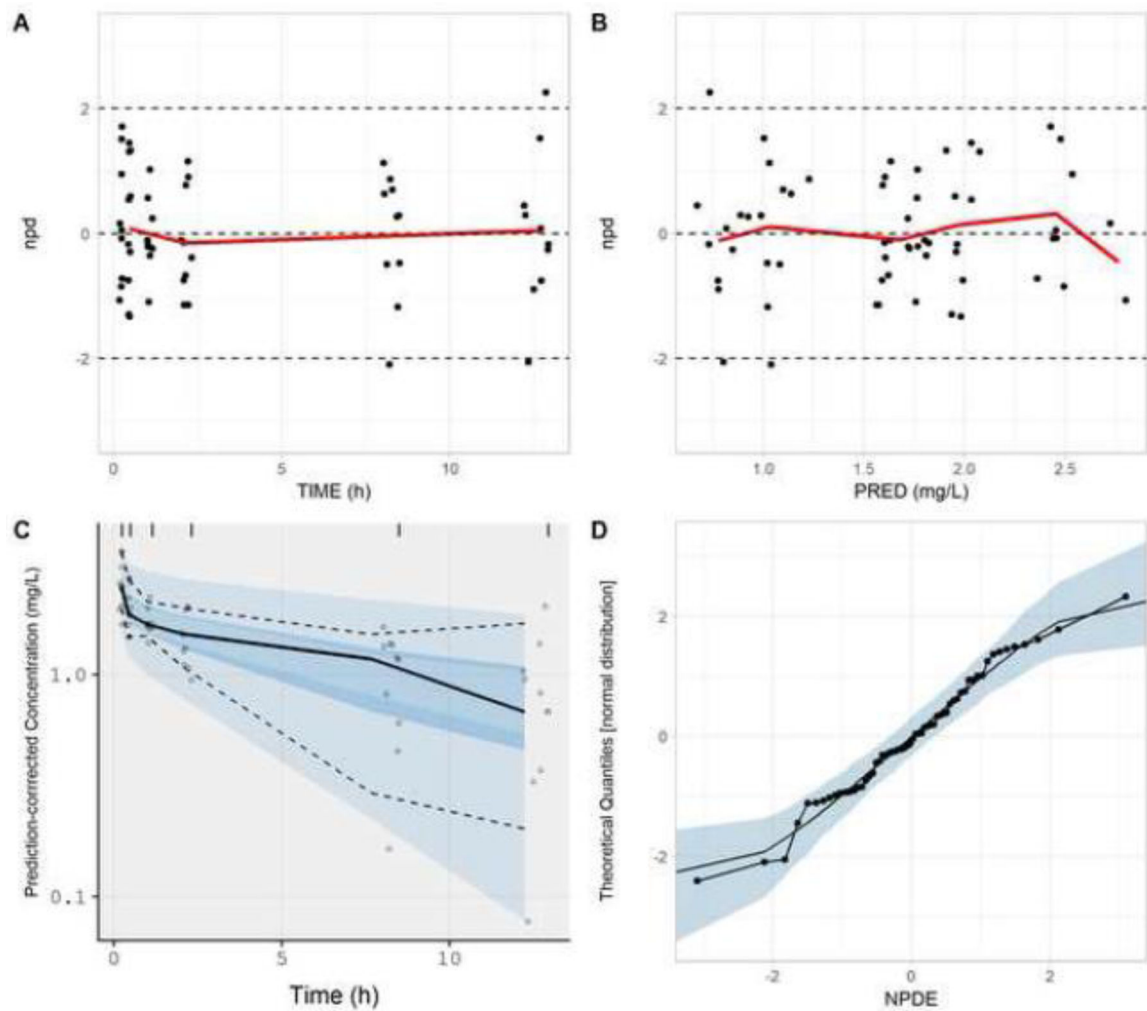 A
2
0
-2
npd
0
5
10
TIME (h)
B
2
0
-2
npd
1.0
1.5
2.0
2.5
PRED (mg/L)
C
1.0
0.1
Prediction-corrrected Concentration (mg/L)
0
5
10
Time (h)
D
2
0
-2
Theoretical Quantiles [normal distribution]
-2
0
2
NPDE